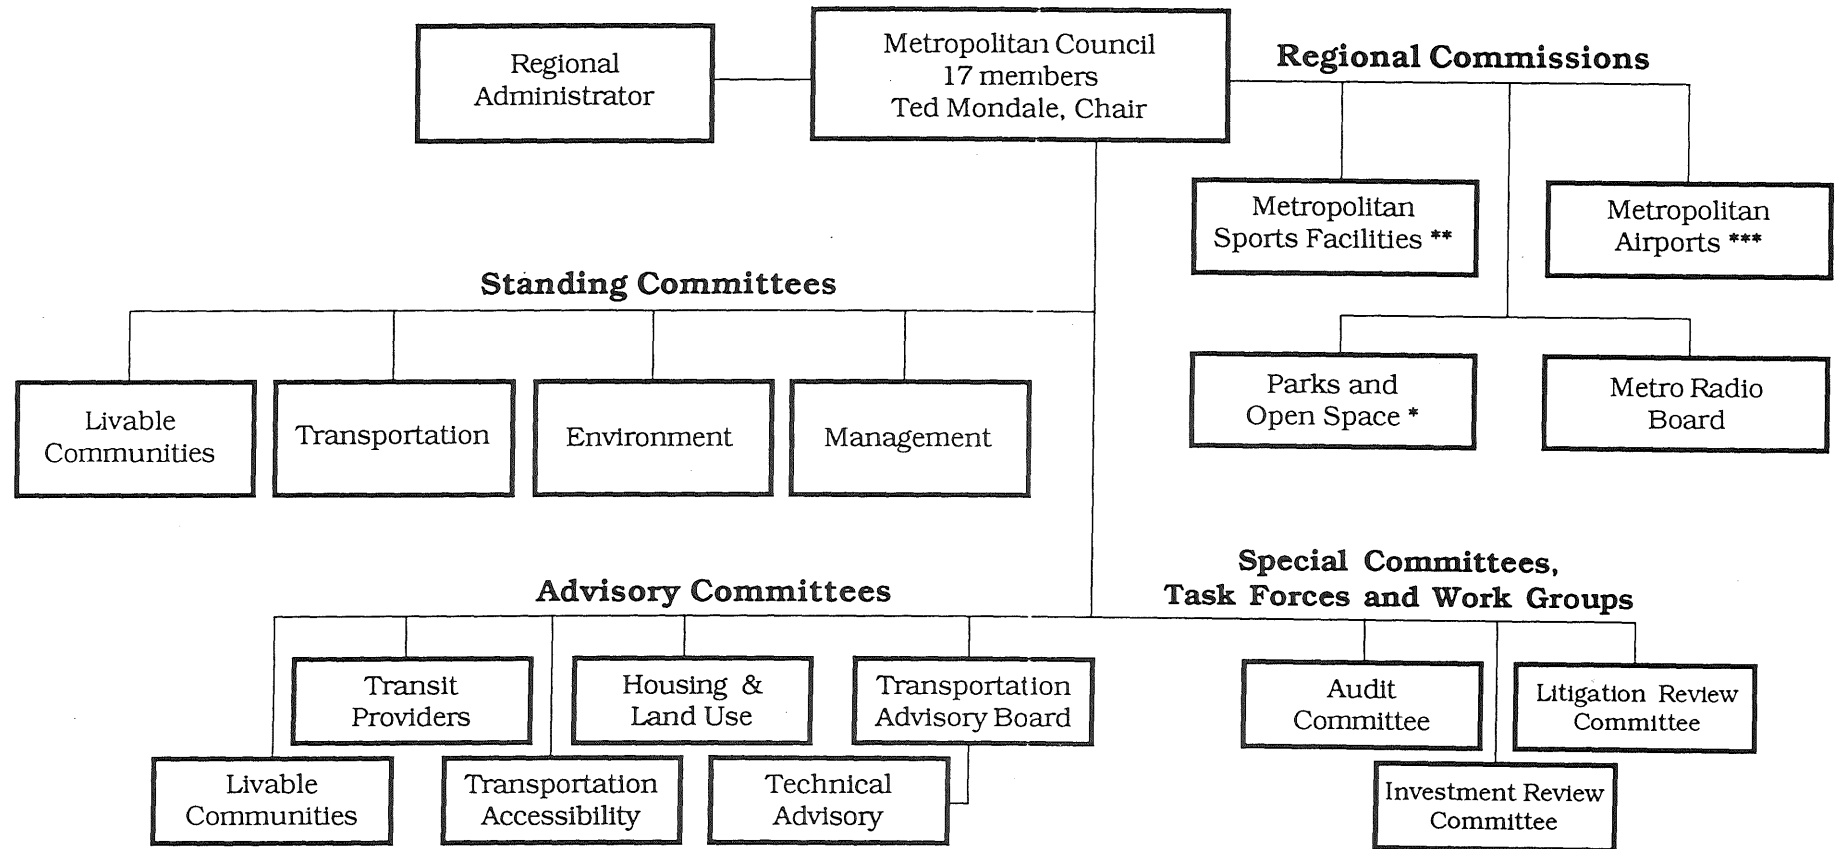 Regional
Administrator
Metropolitan Council
17 members
Ted Mondale, Chair
Regional Commissions
Metropolitan
Sports Facilities **
Metropolitan
Airports ***
Parks and
Open Space *
Metro Radio
Board
Standing Committees
Livable
Communities
Transportation
Environment
Management
Advisory Committees
Transit
Providers
Housing &
Land Use
Transportation
Advisory Board
Livable
Communities
Transportation
Accessibility
Technical
Advisory
Special Committees,
Task Forces and Work Groups
Audit
Committee
Litigation Review
Committee
Investment Review
Committee